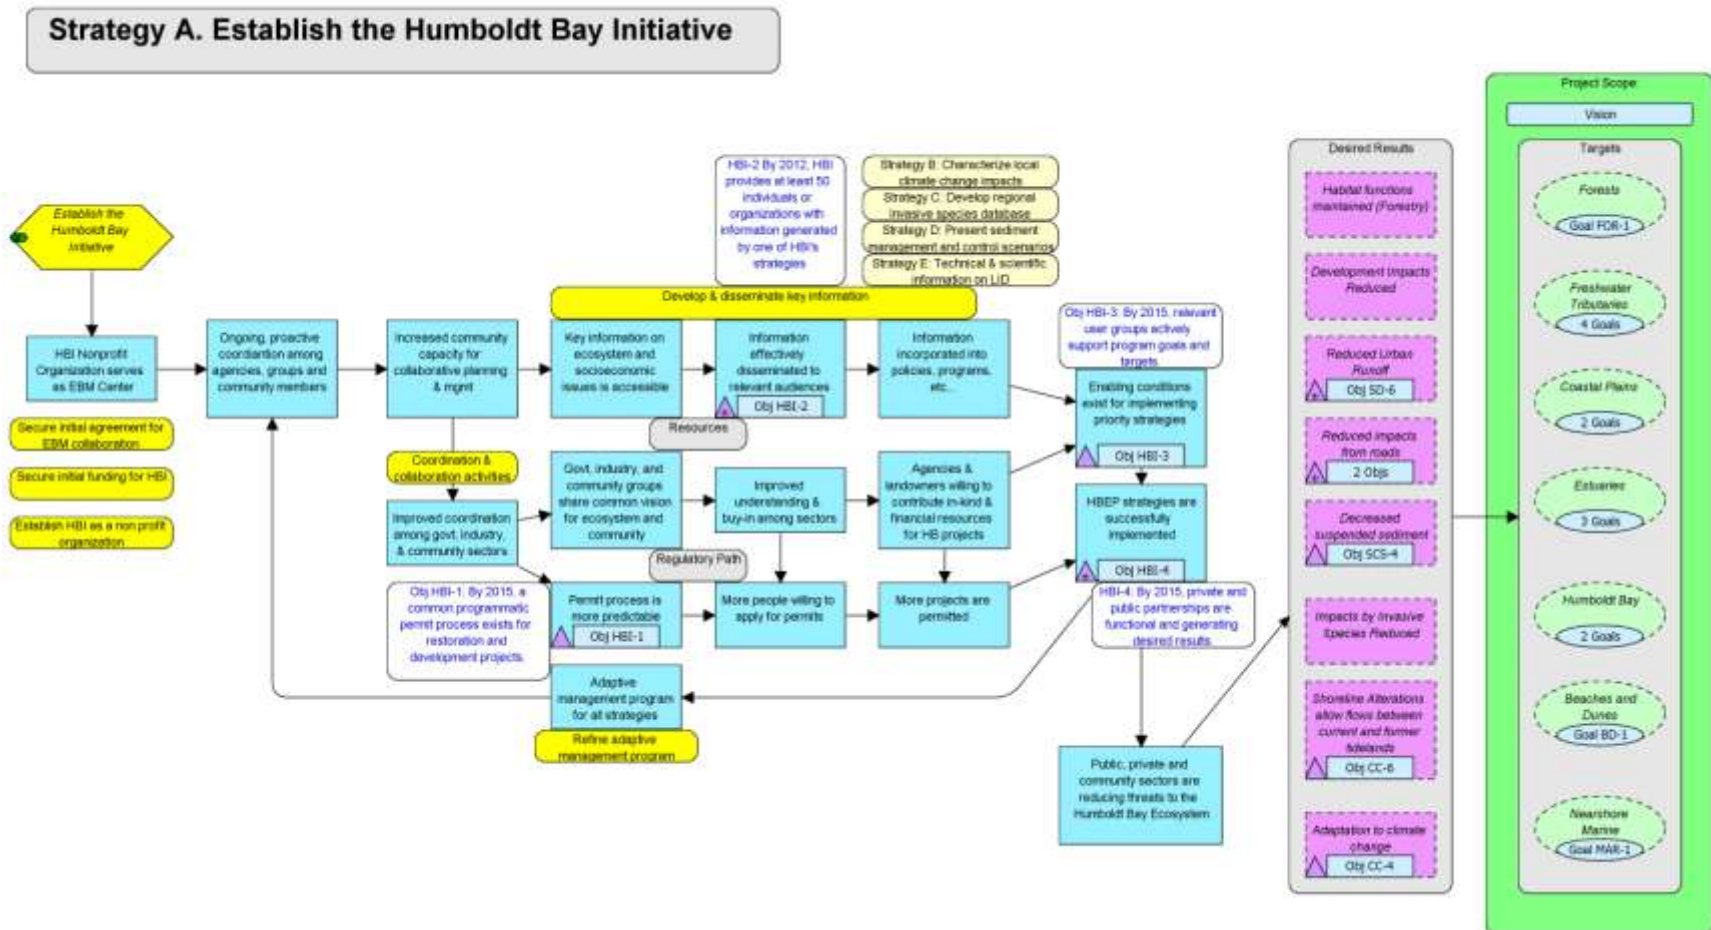 Strategy A. Establish the Humboldt Bay Initiative
Project Scope:
Vision
Targets
Desired Results
Establish the
Humboldt Bay
Initiative
HBI-2 By 2012, HBI
provides at least 50
individuals or
organizations with
information generated
by one of HBI's
strategies
Strategy B: Characterize local
climate change impacts
Strategy C. Develop regional
invasive species database
Strategy D: Present sediment
management and control scenarios
Strategy E: Technical & scientific
information on LID
Develop & disseminate key information
HBI Nonprofit
Organization serves
as EBM Center
Ongoing, proactive
coordiantion among
agencies, groups and
community members
Increased community
capacity for
collaborative planning
& mgmt
Key information on
ecosystem and
socioeconomic
issues is accessible
Information
effectively
disseminated to
relevant audiences
Obj HBI-2
Information
incorporated into
policies, programs,
etc...
Obj HBI-3: By 2015, relevant
user groups actively
support program goals and
targets.
Enabling conditions
exist for implementing
priority strategies
Obj HBI-3
Secure initial agreement for
EBM collaboration
Secure initial funding for HBI
Establish HBI as a non profit
organization
Resources
Coordination &
collaboration activities
Improved coordination
among govt, industry,
& community sectors
Govt, industry, and
community groups
share common vision
for ecosystem and
community
Improved
understanding &
buy-in among sectors
Agencies &
landowners willing to
contribute in-kind &
financial resources
for HB projects
HBEP strategies are
successfully
implemented
Obj HBI-4
Regulatory Path
Obj HBI-1: By 2015, a
common programmatic
permit process exists for
restoration and
development projects.
Permit process is
more predictable
Obj HBI-1
More people willing to
apply for permits
More projects are
permitted
HBI-4: By 2015, private and
public partnerships are
functional and generating
desired results
Adaptive
management program
for all strategies
Refine adaptive
management program
Public, private and
community sectors are
reducing threats to the
Humboldt Bay Ecosystem
Habitat functions
maintained (Forestry)
Development Impacts
Reduced
Reduced Urban
Runoff
Obj SD-6
Reduced impacts
from roads
2 Objs
Decreased
suspended sediment
Obj SCS-4
Impacts by Invasive
Species Reduced
Shoreline Alterations
allow flows between
current and former
tidelands
Obj CC-6
Adaptation to climate
change
Obj CC-4
Forests
Goal FOR-1
Freshwater
Tributaries
4 Goals
Coastal Plains
2 Goals
Estuaries
3 Goals
Humboldt Bay
2 Goals
Beaches and
Dunes
Goal BD-1
Nearshore
Marine
Goal MAR-1